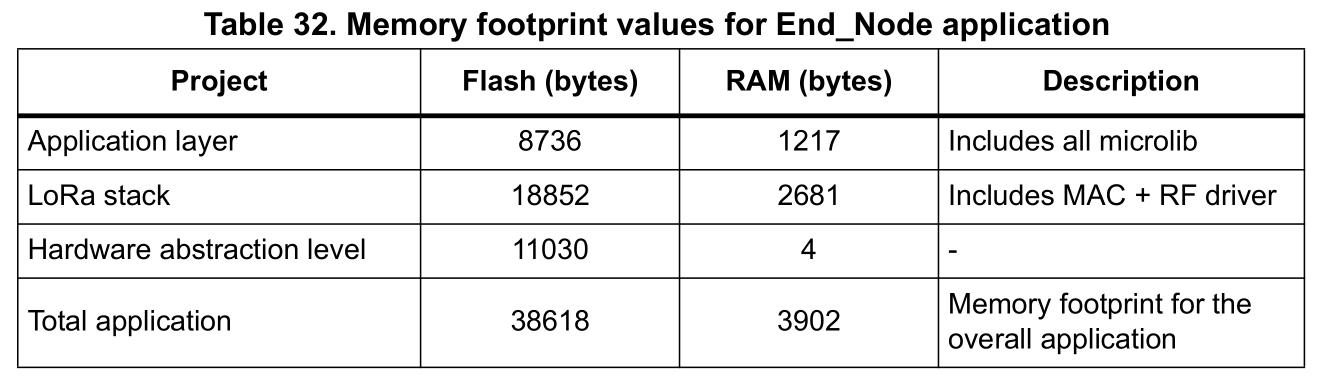 Table 32. Memory footprint values for End_Node application
Project Flash (bytes) RAM (bytes) Description
Application layer 8736 1217 Includes all microlib
LoRa stack 18852 2681 Includes MAC + RF driver
Hardware abstraction level 11030 4 -
Total application 38618 3902 Memory footprint for the
overall application